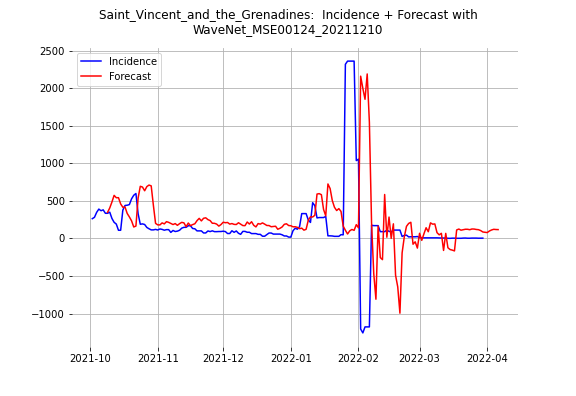 Saint_Vincent_and_the_Grenadines:  Incidence + Forecast with
WaveNet_MSE00124_20211210
Incidence
Forecast
2500
2000
1500
1000
500
0
−500
−1000
2021-10 2021-11 2021-12 2022-01 2022-02 2022-03 2022-04